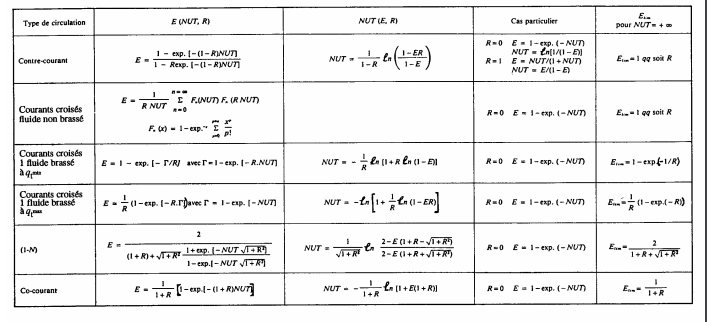 Type de circulation
E (NUT, R)
NUT (E, R)
Cas particulier
E_lim pour NUT = + ∞
Contre-courant
E = (1 - exp. [-(1-R)NUT]) / (1 - Rexp. [-(1-R)NUT])
NUT = 1/(1-R) ℓn ((1-ER)/(1-E))
R=0 E = 1-exp. (-NUT)
NUT = ℓn[1/(1-E)]
R=1 E = NUT/(1+NUT)
NUT = E/(1-E)
E_lim = 1 qq soit R
Courants croisés
fluide non brassé
E = 1/(R NUT) Σ (n=0, n=∞) F_n(NUT) F_n (R NUT)
F_n (x) = 1-exp.^-x Σ x^p/p!
R=0 E = 1-exp. (-NUT)
E_lim = 1 qq soit R
Courants croisés
1 fluide brassé
à q_t min
E = 1 - exp. [- Γ/R] avec Γ = 1-exp. [-R.NUT]
NUT = - 1/R ℓn [1+R ℓn (1-E)]
R=0 E = 1-exp. (-NUT)
E_lim = 1-exp.(-1/R)
Courants croisés
1 fluide brassé
à q_t max
E = 1/R (1-exp. [-R.Γ]) avec Γ = 1-exp. [-NUT]
NUT = -ℓn [1+ 1/R ℓn (1-ER)]
R=0 E = 1-exp. (-NUT)
E_lim = 1/R (1-exp.(-R))
(1-N)
E = 2 / ((1+R)+√1+R² (1+exp. [-NUT √1+R²]) / (1-exp.[-NUT √1+R²]))
NUT = 1/√1+R² ℓn (2-E (1+R-√1+R²)) / (2-E (1+R+√1+R²))
R=0 E = 1-exp. (-NUT)
E_lim = 2/(1+R+√1+R²)
Co-courant
E = 1/(1+R) [1-exp.[-(1+R)NUT]]
NUT = - 1/(1+R) ℓn [1+E(1+R)]
R=0 E = 1-exp. (-NUT)
E_lim = 1/(1+R)